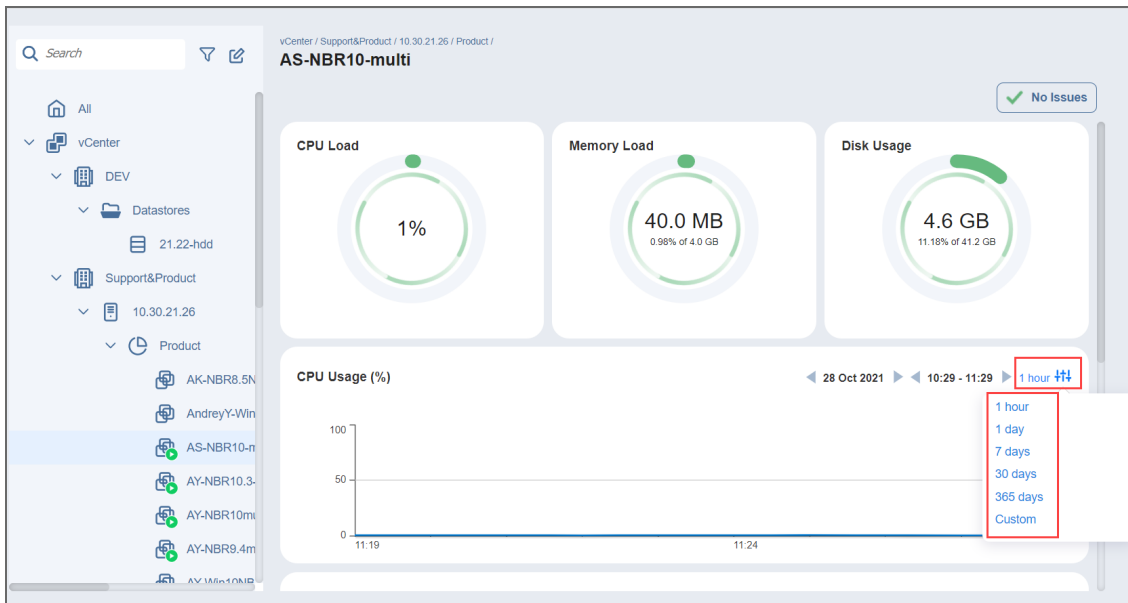 Search
All
vCenter
DEV
Datastores
21.22-hdd
Support&Product
10.30.21.26
Product
AK-NBR8.5N
AndreyY-Win
AS-NBR10-m
AY-NBR10.3-
AY-NBR10mu
AY-NBR9.4m
AY-Win10NB
vCenter / Support&Product / 10.30.21.26 / Product /
AS-NBR10-multi
No Issues
CPU Load
1%
Memory Load
40.0 MB
0.98% of 4.0 GB
Disk Usage
4.6 GB
11.18% of 41.2 GB
CPU Usage (%)
28 Oct 2021
10:29 - 11:29
1 hour
1 hour
1 day
7 days
30 days
365 days
Custom
100
50
0
11:19
11:24